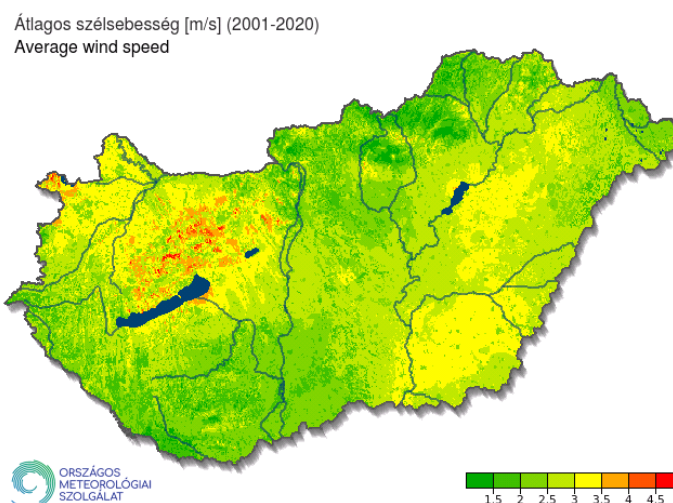 Átlagos szélsebesség [m/s] (2001-2020)
Average wind speed
ORSZÁGOS
METEOROLÓGIAI
SZOLGÁLAT
1.5 2 2.5 3 3.5 4 4.5